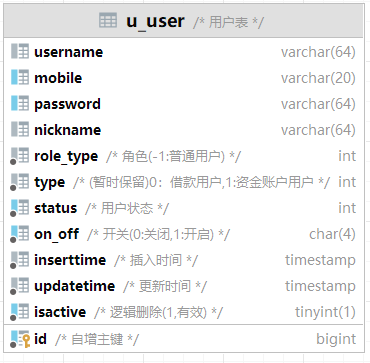 u_user /* 用户表 */
username varchar(64)
mobile varchar(20)
password varchar(64)
nickname varchar(64)
role_type /* 角色(-1:普通用户) */ int
type /* (暂时保留)0：借款用户,1:资金账户用户 */ int
status /* 用户状态 */ int
on_off /* 开关(0:关闭,1:开启) */ char(4)
inserttime /* 插入时间 */ timestamp
updatetime /* 更新时间 */ timestamp
isactive /* 逻辑删除(1,有效) */ tinyint(1)
id /* 自增主键 */ bigint